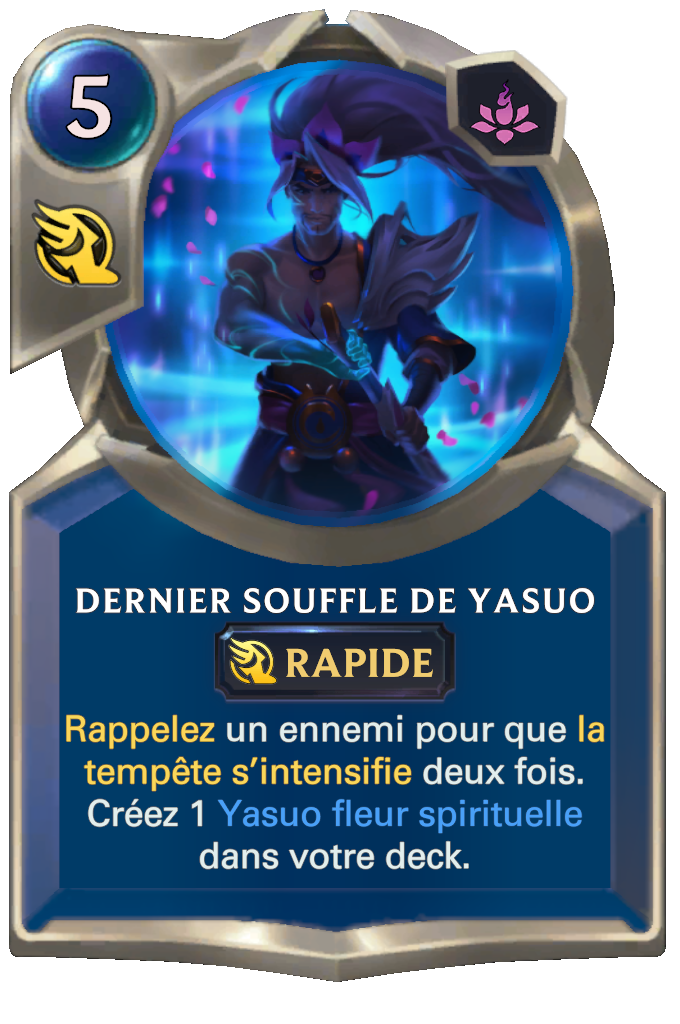 5
DERNIER SOUFFLE DE YASUO
RAPIDE
Rappelez un ennemi pour que la
tempête s’intensifie deux fois.
Créez 1 Yasuo fleur spirituelle
dans votre deck.